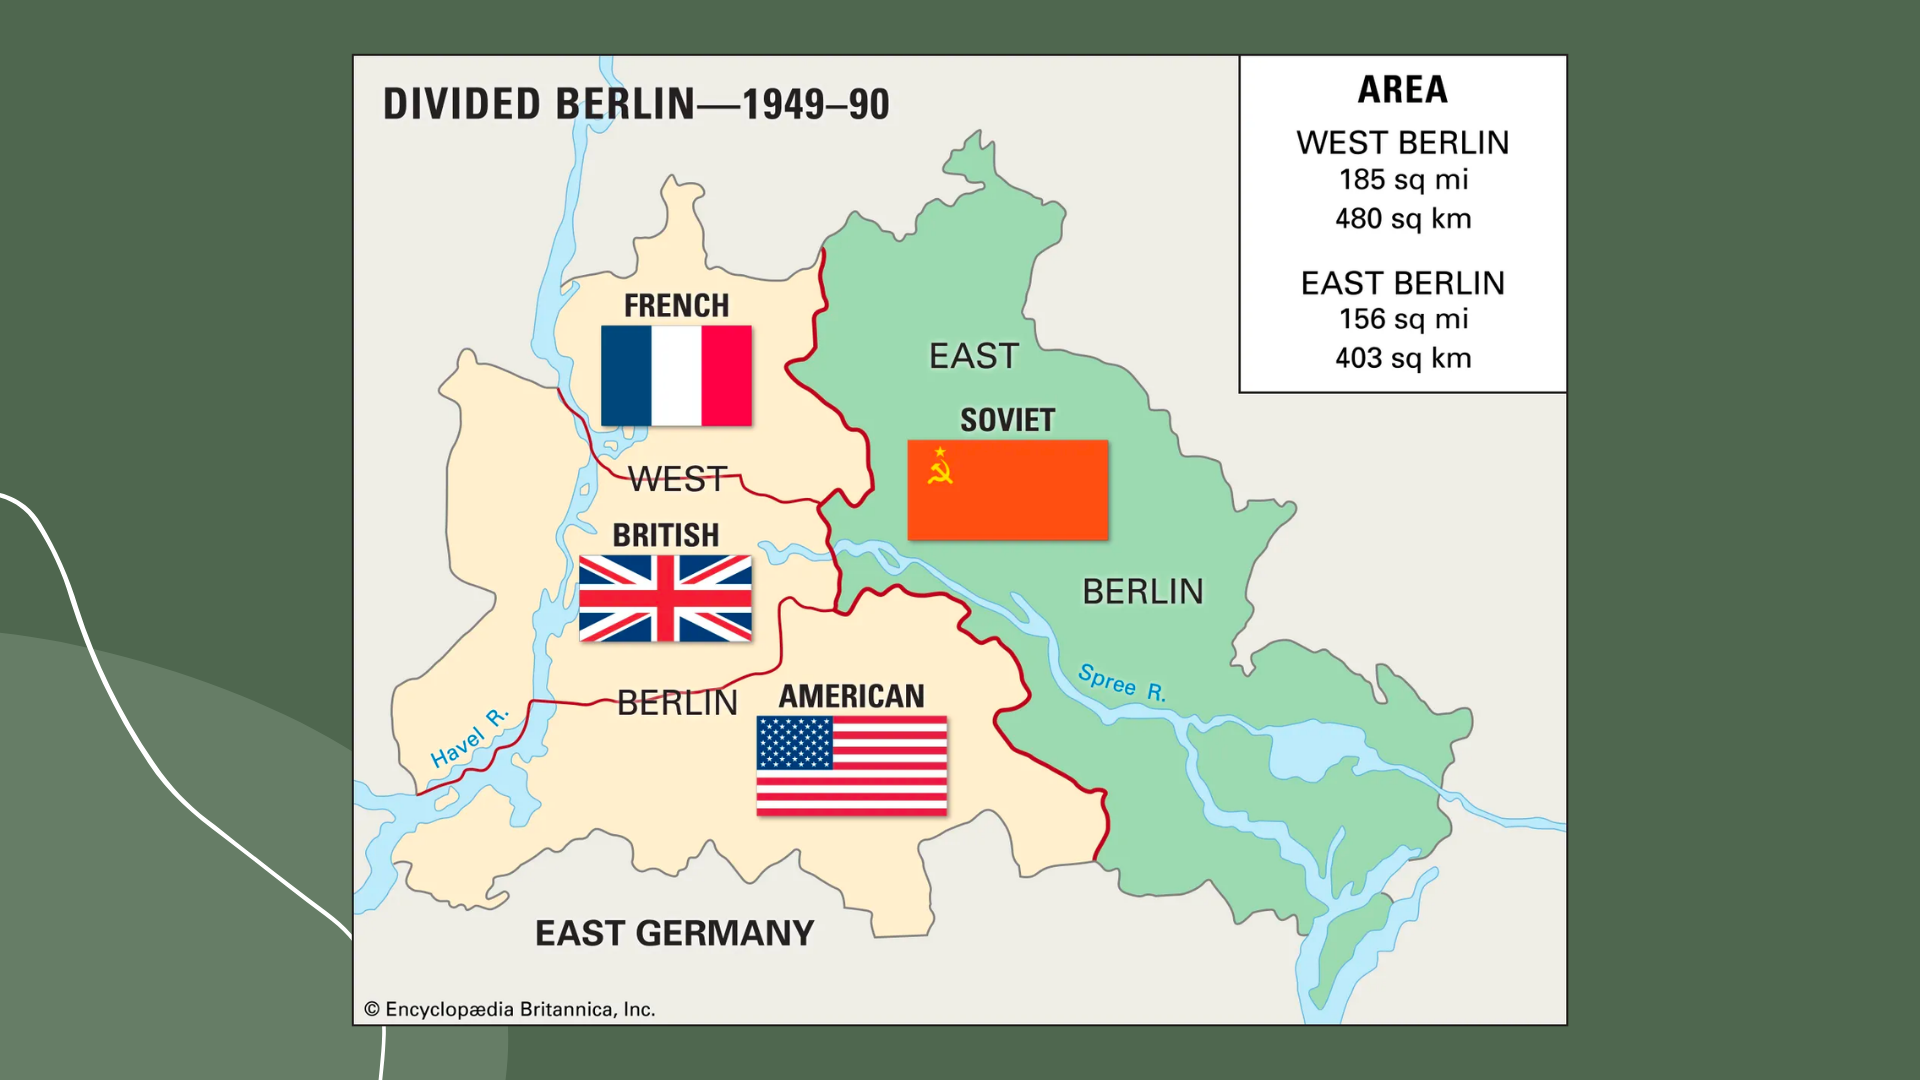 DIVIDED BERLIN—1949–90
AREA
WEST BERLIN
185 sq mi
480 sq km
EAST BERLIN
156 sq mi
403 sq km
FRENCH
EAST
SOVIET
WEST
BRITISH
BERLIN
Spree R.
BERLIN
AMERICAN
Havel R.
EAST GERMANY
© Encyclopædia Britannica, Inc.